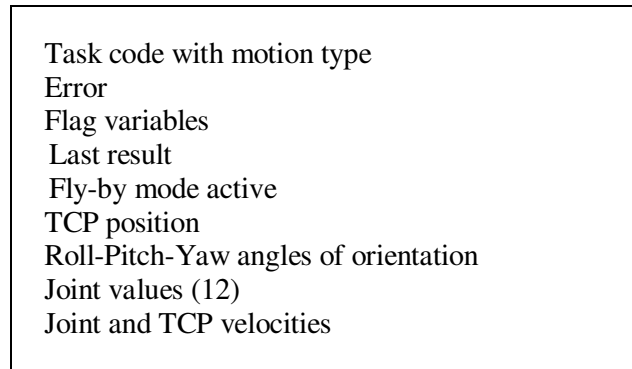 Task code with motion type
Error
Flag variables
Last result
Fly-by mode active
TCP position
Roll-Pitch-Yaw angles of orientation
Joint values (12)
Joint and TCP velocities